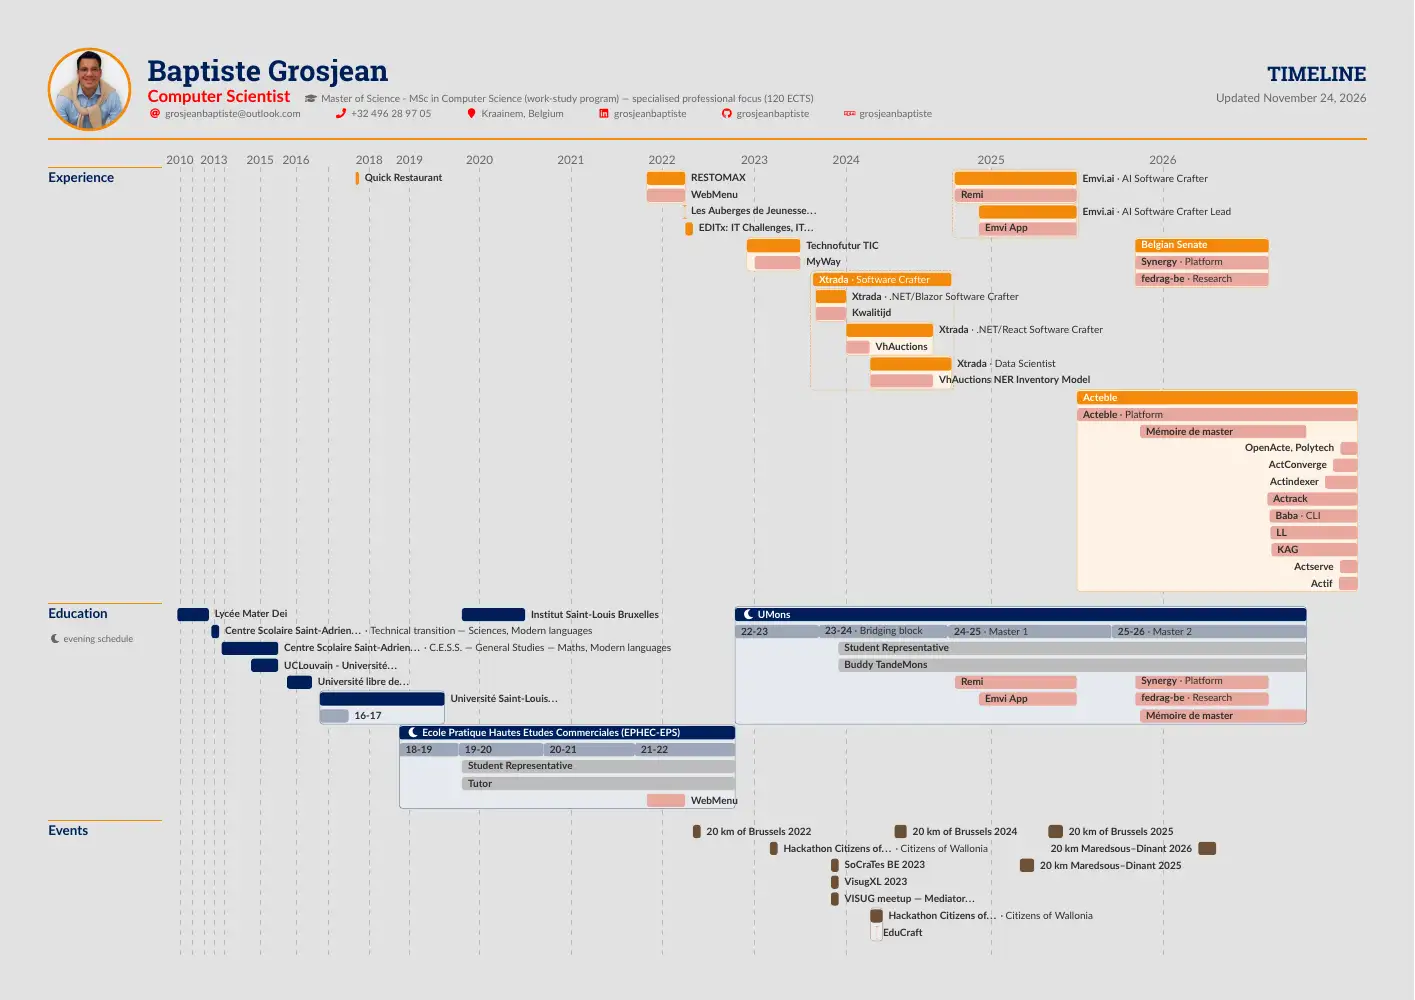 Baptiste Grosjean
TIMELINE
Computer Scientist Master of Science - MSc in Computer Science (work-study program) — specialised professional focus (120 ECTS)
Updated November 24, 2026
grosjeanbaptiste@outlook.com +32 496 28 97 05 Kraainem, Belgium grosjeanbaptiste grosjeanbaptiste grosjeanbaptiste
2010 2013 2015 2016 2018 2019 2020 2021 2022 2023 2024 2025 2026
Experience
Quick Restaurant RESTOMAX Emvi.ai · AI Software Crafter
WebMenu Remi
Les Auberges de Jeunesse… Emvi.ai · AI Software Crafter Lead
EDITx: IT Challenges, IT… Emvi App
Technofutur TIC Belgian Senate
MyWay Synergy · Platform
Xtrada · Software Crafter fedrag-be · Research
Xtrada · .NET/Blazor Software Crafter
Kwalitijd
Xtrada · .NET/React Software Crafter
VhAuctions
Xtrada · Data Scientist
VhAuctions NER Inventory Model
Acteble
Acteble · Platform
Mémoire de master
OpenActe, Polytech
ActConverge
Actindexer
Actrack
Baba · CLI
LL
KAG
Actserve
Actif
Education
Lycée Mater Dei Institut Saint-Louis Bruxelles UMons
evening schedule
Centre Scolaire Saint-Adrien… · Technical transition — Sciences, Modern languages 22-23 23-24 · Bridging block 24-25 · Master 1 25-26 · Master 2
Centre Scolaire Saint-Adrien… · C.E.S.S. — General Studies — Maths, Modern languages Student Representative
UCLouvain - Université… Buddy TandeMons
Université libre de… Remi Synergy · Platform
Université Saint-Louis… Emvi App fedrag-be · Research
16-17 Mémoire de master
Ecole Pratique Hautes Etudes Commerciales (EPHEC-EPS)
18-19 19-20 20-21 21-22
Student Representative
Tutor
WebMenu
Events
20 km of Brussels 2022 20 km of Brussels 2024 20 km of Brussels 2025
Hackathon Citizens of… · Citizens of Wallonia 20 km Maredsous–Dinant 2026
SoCraTes BE 2023 20 km Maredsous–Dinant 2025
VisugXL 2023
VISUG meetup — Mediator…
Hackathon Citizens of… · Citizens of Wallonia
EduCraft